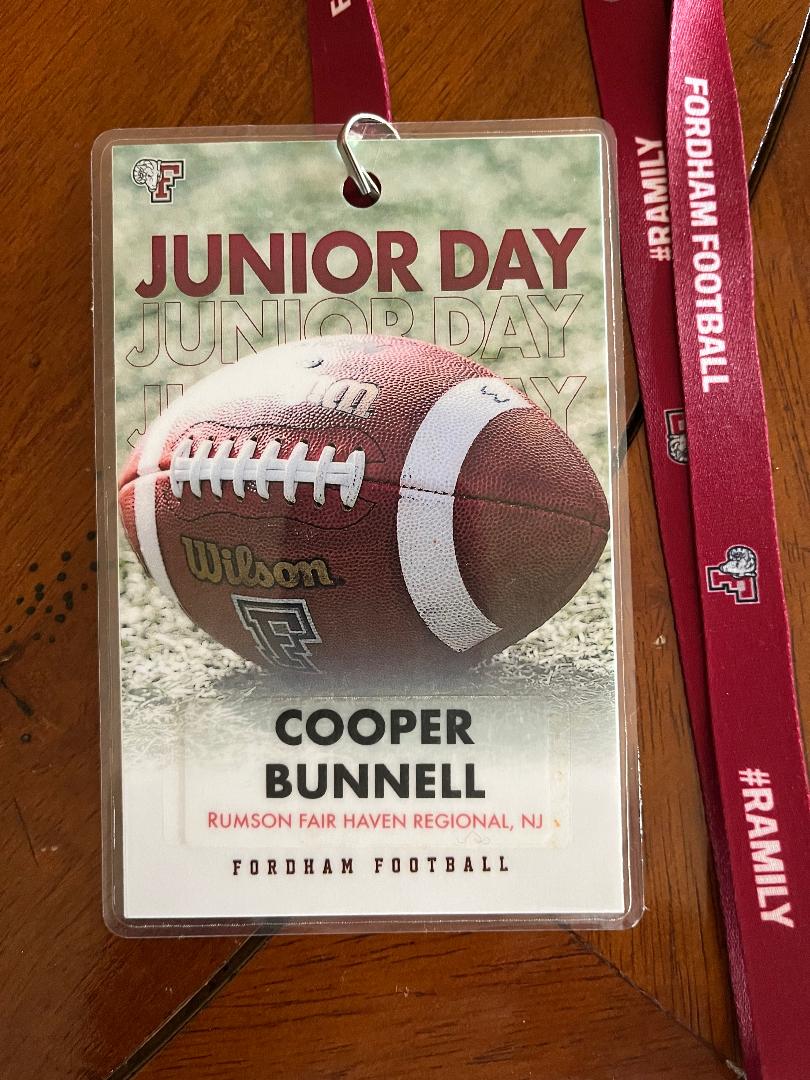 JUNIOR DAY
JUNIOR DAY
Wilson
F
COOPER
BUNNELL
RUMSON FAIR HAVEN REGIONAL, NJ
FORDHAM FOOTBALL
#RAMILY
FORDHAM FOOTBALL
F
#RAMILY